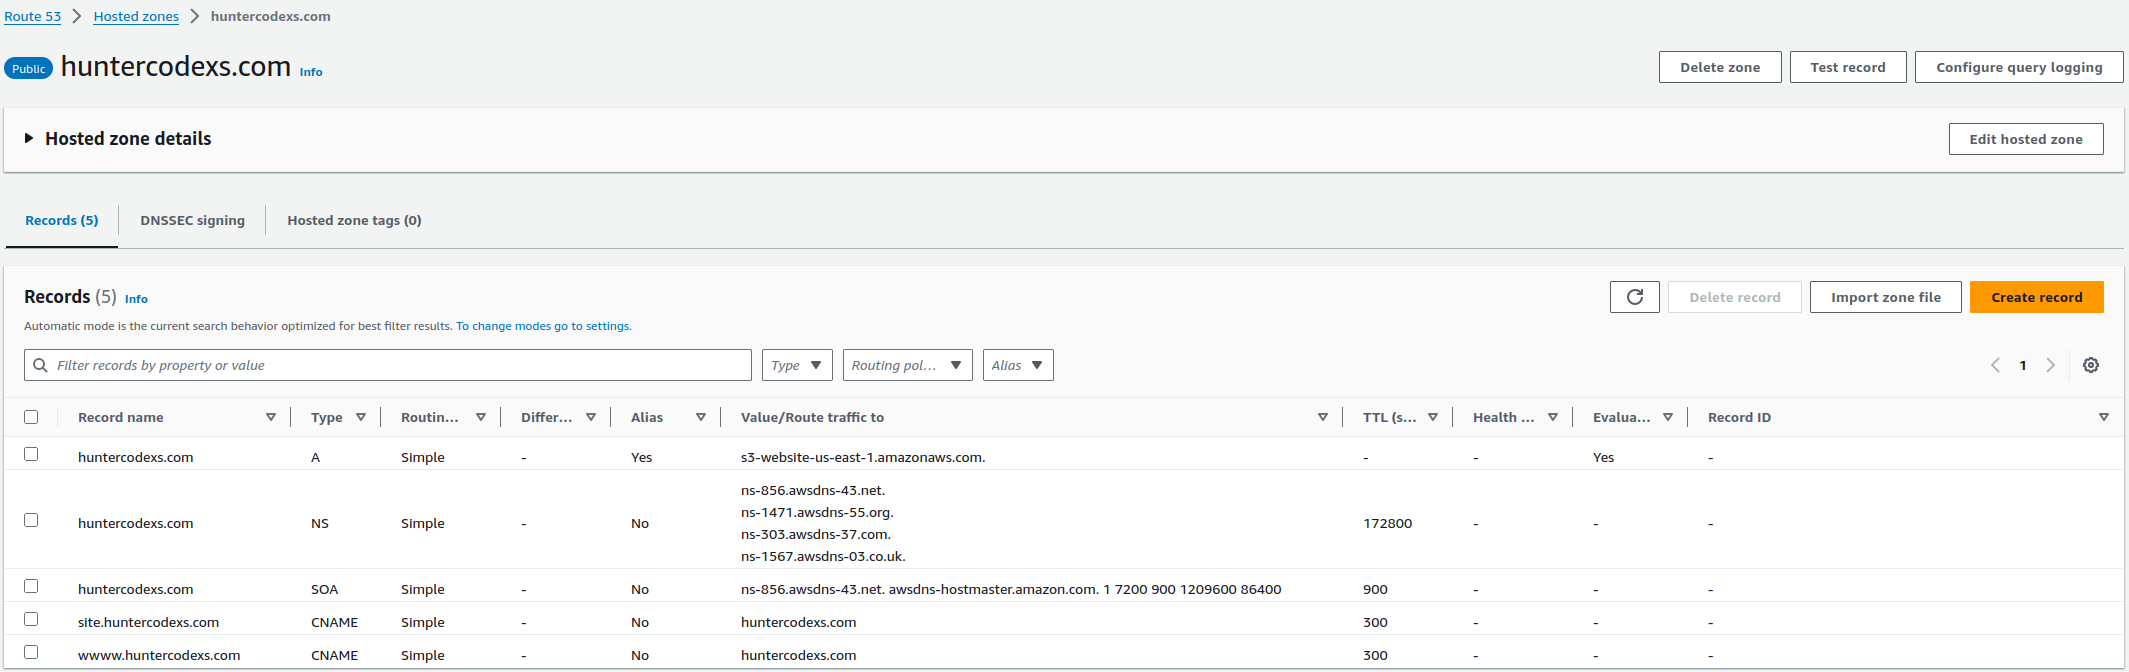 Route 53 > Hosted zones > huntercodexs.com
Public huntercodexs.com Info
Delete zone Test record Configure query logging
Hosted zone details Edit hosted zone
Records (5) DNSSEC signing Hosted zone tags (0)
Records (5) Info
Delete record Import zone file Create record
Automatic mode is the current search behavior optimized for best filter results. To change modes go to settings.
Filter records by property or value Type Routing pol... Alias 1
Record name Type Routin... Differ... Alias Value/Route traffic to TTL (s... Health ... Evalua... Record ID
huntercodexs.com A Simple - Yes s3-website-us-east-1.amazonaws.com. - - Yes -
ns-856.awsdns-43.net.
ns-1471.awsdns-55.org.
huntercodexs.com NS Simple - No 172800 - - -
ns-303.awsdns-37.com.
ns-1567.awsdns-03.co.uk.
huntercodexs.com SOA Simple - No ns-856.awsdns-43.net. awsdns-hostmaster.amazon.com. 1 7200 900 1209600 86400 900 - - -
site.huntercodexs.com CNAME Simple - No huntercodexs.com 300 - - -
wwww.huntercodexs.com CNAME Simple - No huntercodexs.com 300 - - -